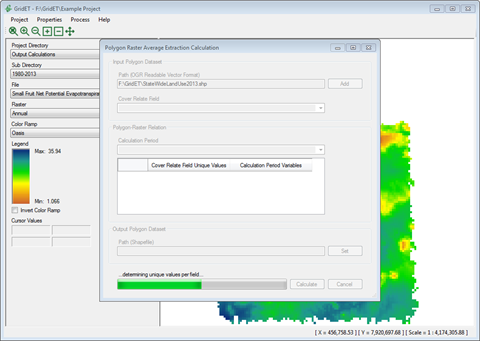 GridET - F:\GridET\Example Project
Project Properties Process Help
Project Directory
Output Calculations
Sub Directory
1980-2013
File
Small Fruit Net Potential Evapotranspira
Raster
Annual
Color Ramp
Oasis
Legend
Max: 35.94
Min: 1.066
Invert Color Ramp
Cursor Values
Polygon Raster Average Extraction Calculation
Input Polygon Dataset
Path (OGR Readable Vector Format)
F:\GridET\StateWideLandUse2013.shp
Add
Cover Relate Field
Polygon-Raster Relation
Calculation Period
Cover Relate Field Unique Values Calculation Period Variables
Output Polygon Dataset
Path (Shapefile)
Set
...determining unique values per field...
Calculate Cancel
[ X = 456,758.53 ] [ Y = 7,920,697.68 ] [ Scale = 1 : 4,174,305.88 ]